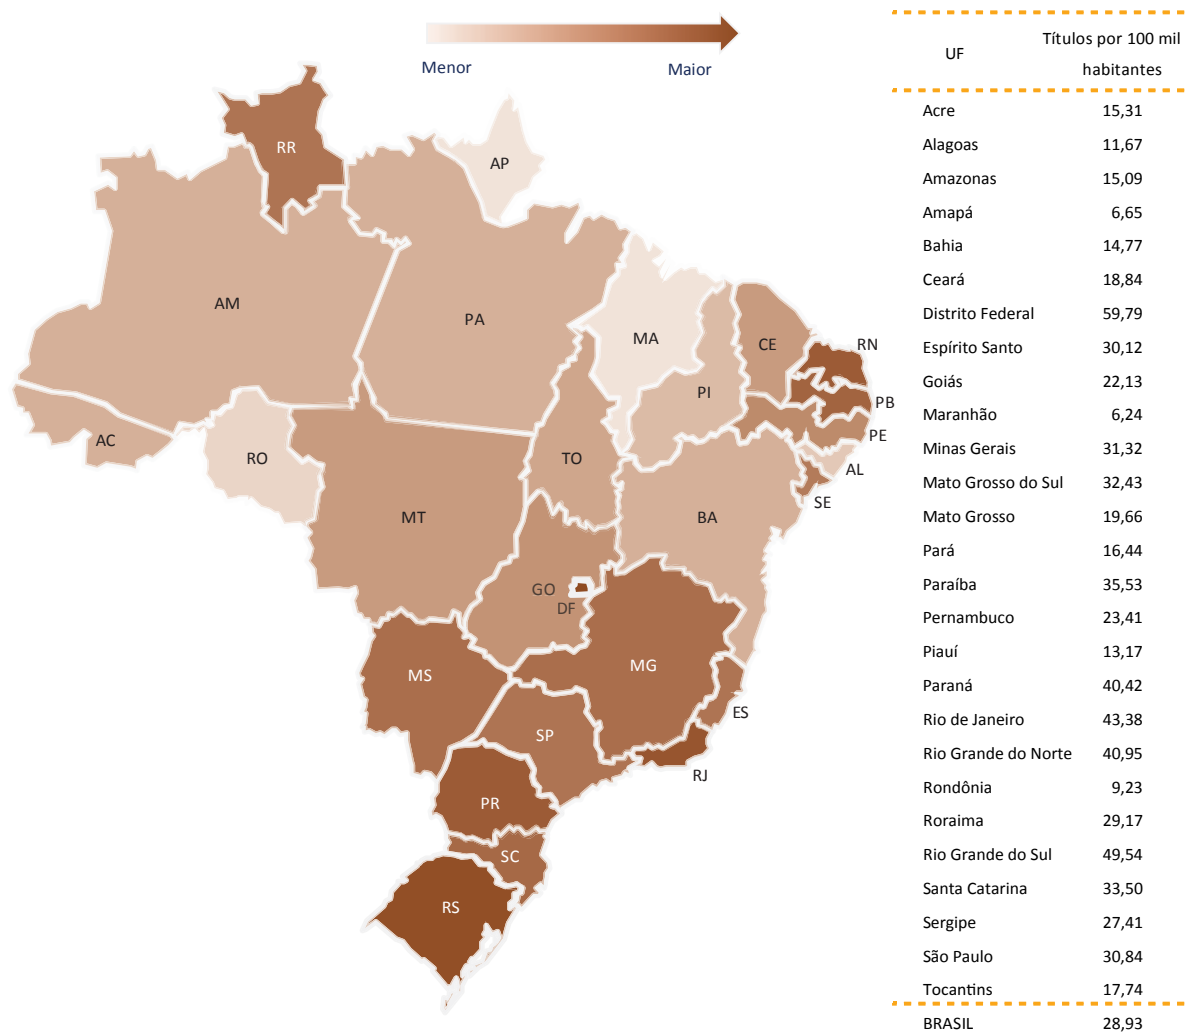 Menor
Maior
RR
AP
AM
PA
MA
CE
RN
PI
PB
PE
AC
RO
TO
AL
SE
MT
BA
GO
DF
MS
MG
ES
SP
RJ
PR
SC
RS
UF Títulos por 100 mil
habitantes
Acre 15,31
Alagoas 11,67
Amazonas 15,09
Amapá 6,65
Bahia 14,77
Ceará 18,84
Distrito Federal 59,79
Espírito Santo 30,12
Goiás 22,13
Maranhão 6,24
Minas Gerais 31,32
Mato Grosso do Sul 32,43
Mato Grosso 19,66
Pará 16,44
Paraíba 35,53
Pernambuco 23,41
Piauí 13,17
Paraná 40,42
Rio de Janeiro 43,38
Rio Grande do Norte 40,95
Rondônia 9,23
Roraima 29,17
Rio Grande do Sul 49,54
Santa Catarina 33,50
Sergipe 27,41
São Paulo 30,84
Tocantins 17,74
BRASIL 28,93